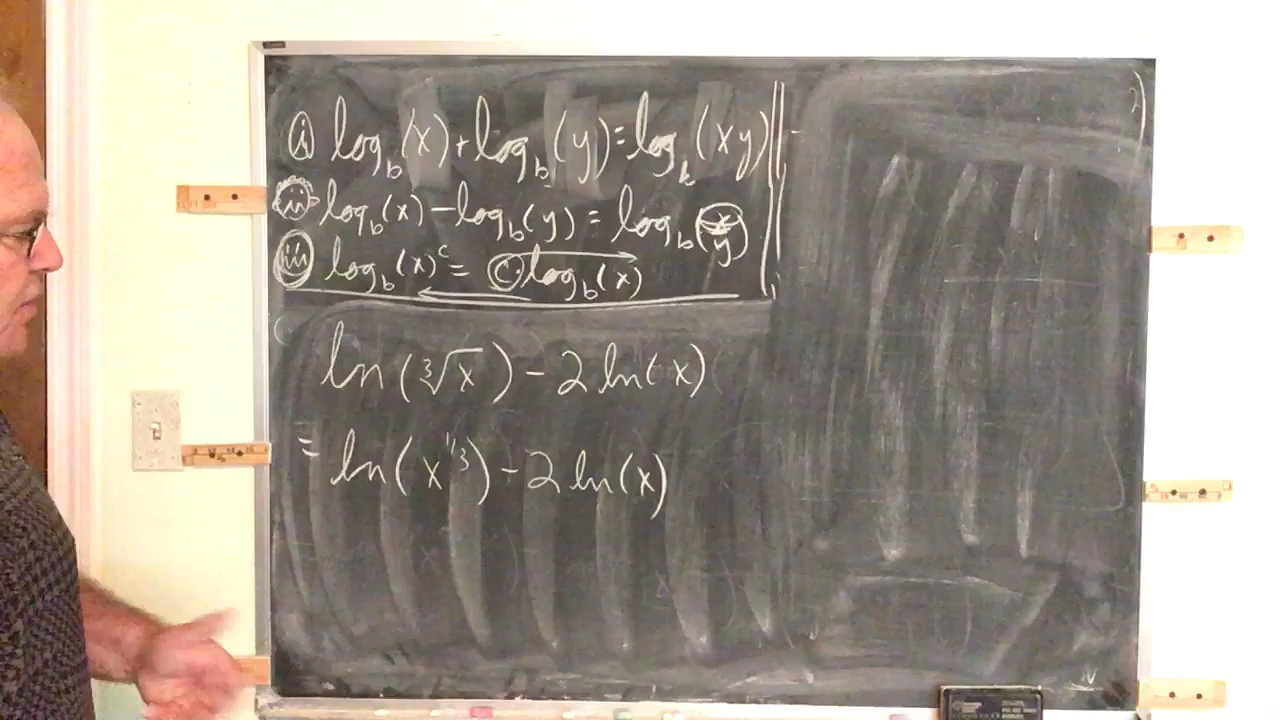 (i) log_b(x) + log_b(y) = log_b(xy)
(ii) log_b(x) - log_b(y) = log_b(x/y)
(iii) log_b(x)^c = c·log_b(x)
ln(∛x) - 2 ln(x)
= ln(x^1/3) - 2 ln(x)